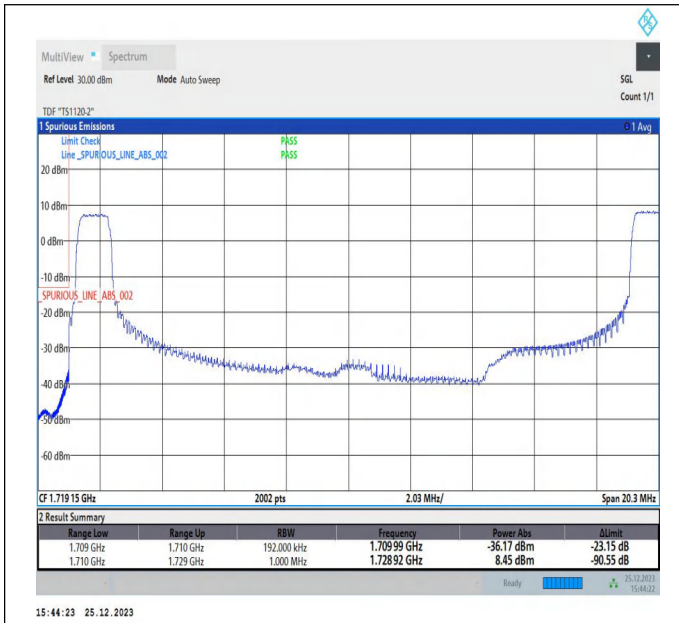 MultiView Spectrum
Ref Level 30.00 dBm Mode Auto Sweep SGL
Count 1/1
TDF "TS1120-2"
1 Spurious Emissions 1 Avg
Limit Check PASS
Line _SPURIOUS_LINE_ABS_002 PASS
20 dBm
10 dBm
0 dBm
-10 dBm
_SPURIOUS_LINE_ABS_002
-20 dBm
-30 dBm
-40 dBm
-50 dBm
-60 dBm
CF 1.719 15 GHz 2002 pts 2.03 MHz/ Span 20.3 MHz
2 Result Summary
Range Low Range Up RBW Frequency Power Abs ΔLimit
1.709 GHz 1.710 GHz 192.000 kHz 1.709 99 GHz -36.17 dBm -23.15 dB
1.710 GHz 1.729 GHz 1.000 MHz 1.728 92 GHz 8.45 dBm -90.55 dB
Ready 25.12.2023
15:44:22
15:44:23 25.12.2023